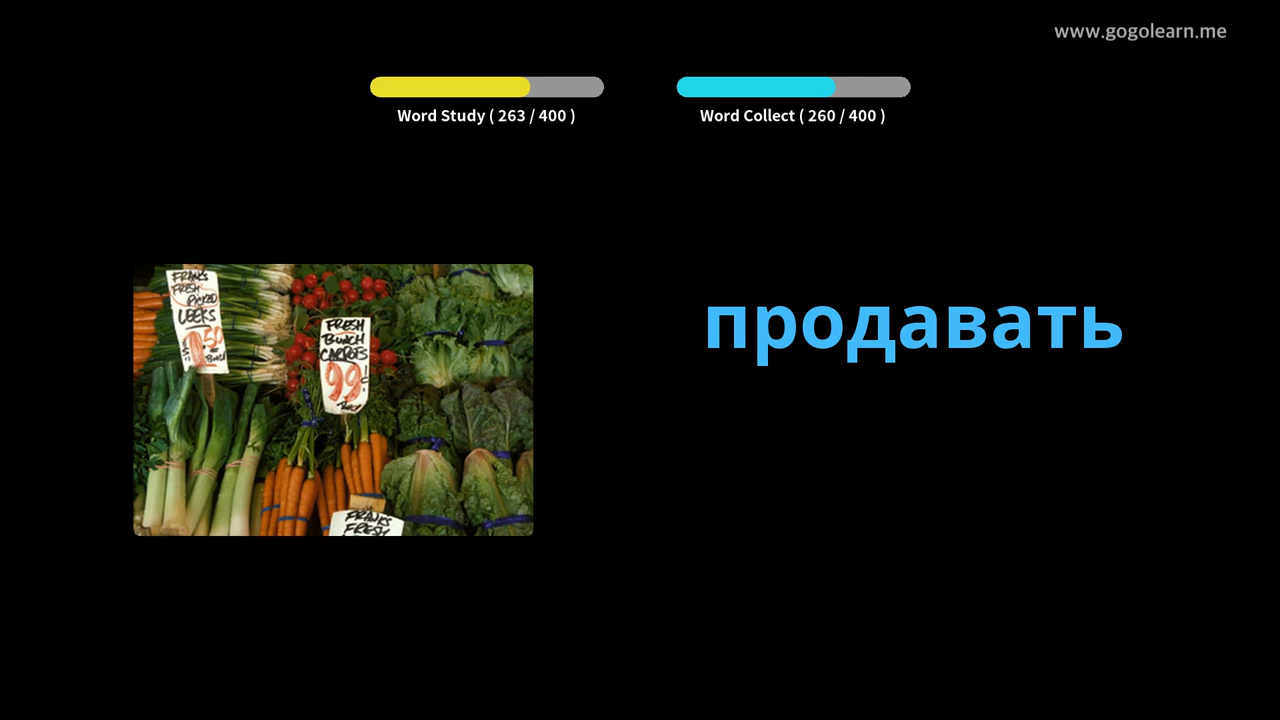 www.gogolearn.me
Word Study ( 263 / 400 )
Word Collect ( 260 / 400 )
FRANKS
FRESH
PICKED
LEEKS
FRESH
BUNCH
CARROTS
99
FRANKS
FRESH
продавать